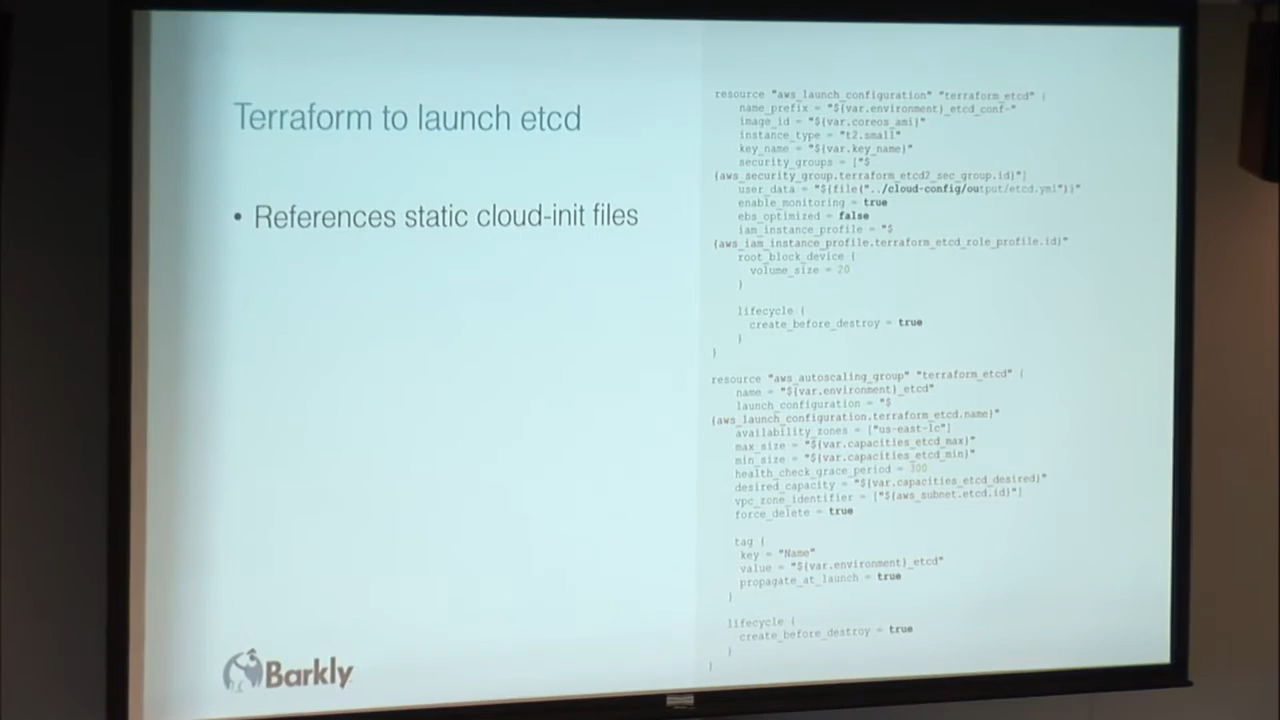 Terraform to launch etcd
• References static cloud-init files
Barkly
resource "aws_launch_configuration" "terraform_etcd" {
name_prefix = "${var.environment}_etcd_conf-"
image_id = "${var.coreos_ami}"
instance_type = "t2.small"
key_name = "${var.key_name}"
security_groups = ["$
{aws_security_group.terraform_etcd2_sec_group.id}"]
user_data = "${file("../cloud-config/output/etcd.yml")}"
enable_monitoring = true
ebs_optimized = false
iam_instance_profile = "$
{aws_iam_instance_profile.terraform_etcd_role_profile.id}"
root_block_device {
volume_size = 20
}
lifecycle {
create_before_destroy = true
}
}
resource "aws_autoscaling_group" "terraform_etcd" {
name = "${var.environment}_etcd"
launch_configuration = "$
{aws_launch_configuration.terraform_etcd.name}"
availability_zones = ["us-east-1c"]
max_size = "${var.capacities_etcd_max}"
min_size = "${var.capacities_etcd_min}"
health_check_grace_period = 300
desired_capacity = "${var.capacities_etcd_desired}"
vpc_zone_identifier = ["${aws_subnet.etcd.id}"]
force_delete = true
tag {
key = "Name"
value = "${var.environment}_etcd"
propagate_at_launch = true
}
lifecycle {
create_before_destroy = true
}
}